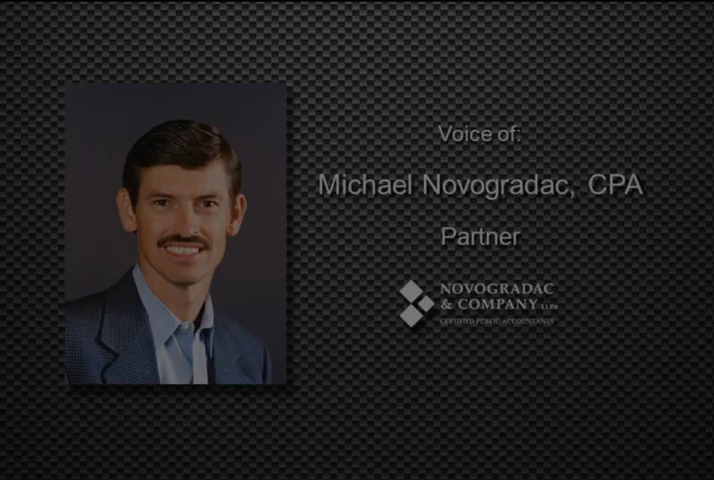 Voice of:
Michael Novogradac, CPA
Partner
NOVOGRADAC
& COMPANY LLP®
CERTIFIED PUBLIC ACCOUNTANTS